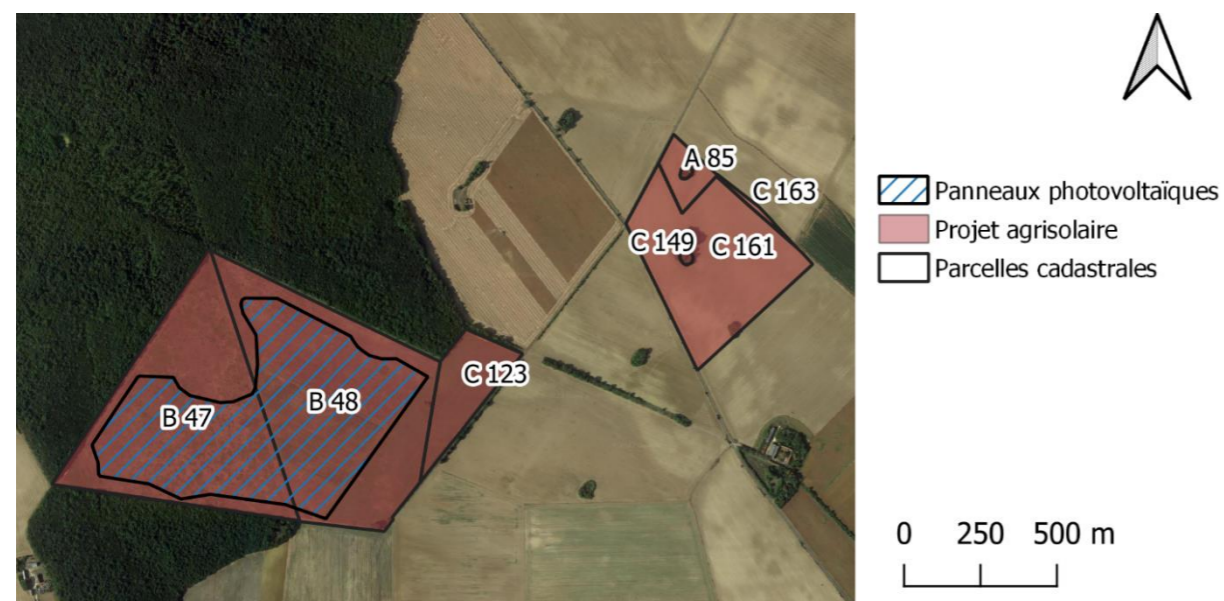 A 85
C 163
C 149
C 161
C 123
B 48
B 47
Panneaux photovoltaïques
Projet agrisolaire
Parcelles cadastrales
0 250 500 m